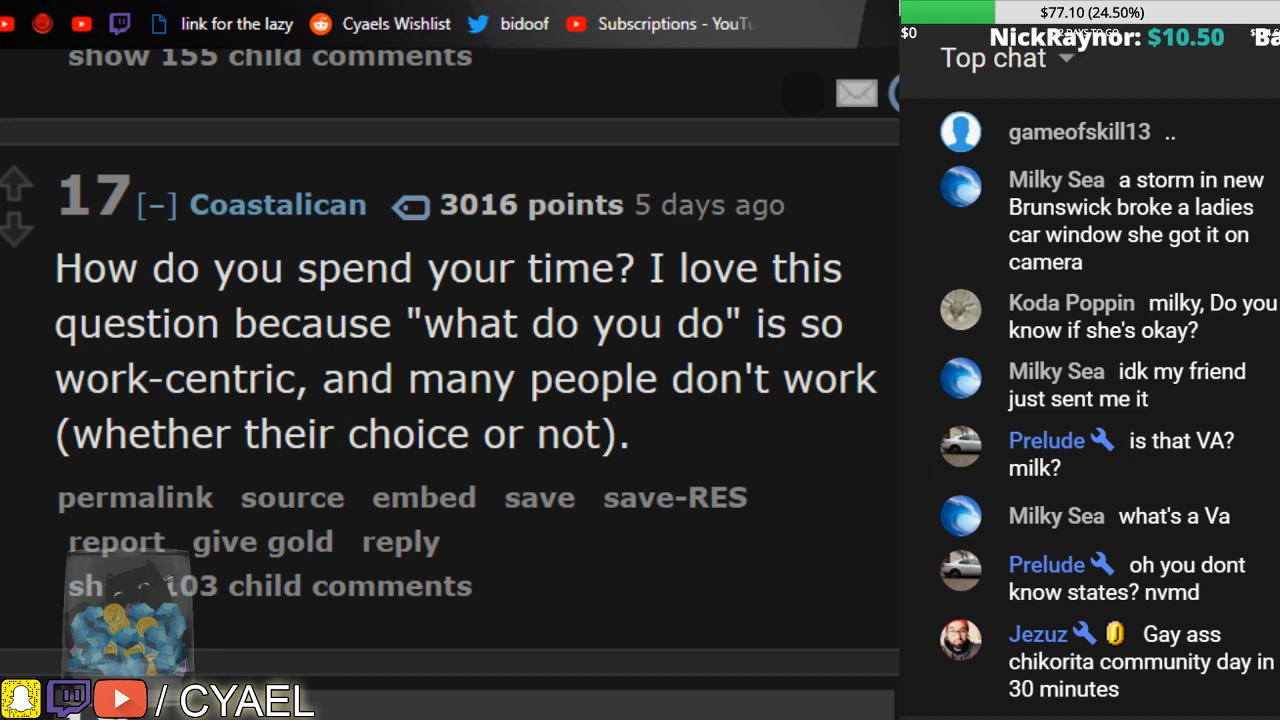 link for the lazy Cyaels Wishlist bidoof Subscriptions - YouTu
show 155 child comments
17 [–] Coastalican 3016 points 5 days ago
How do you spend your time? I love this
question because "what do you do" is so
work-centric, and many people don't work
(whether their choice or not).
permalink source embed save save-RES
report give gold reply
103 child comments
/ CYAEL
$77.10 (24.50%)
$0
NickRaynor: $10.50 Ba
Top chat
gameofskill13 ..
Milky Sea a storm in new
Brunswick broke a ladies
car window she got it on
camera
Koda Poppin milky, Do you
know if she's okay?
Milky Sea idk my friend
just sent me it
Prelude is that VA?
milk?
Milky Sea what's a Va
Prelude oh you dont
know states? nvmd
Jezuz Gay ass
chikorita community day in
30 minutes